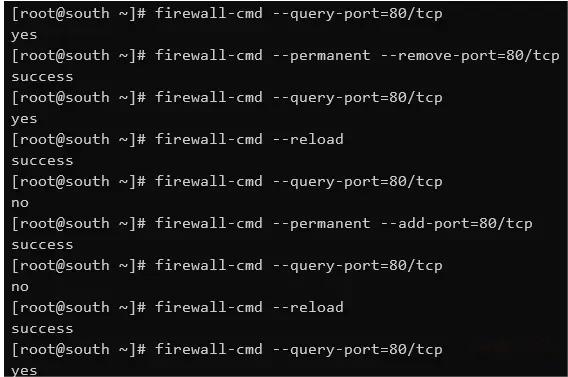 [root@south ~]# firewall-cmd --query-port=80/tcp
yes
[root@south ~]# firewall-cmd --permanent --remove-port=80/tcp
success
[root@south ~]# firewall-cmd --query-port=80/tcp
yes
[root@south ~]# firewall-cmd --reload
success
[root@south ~]# firewall-cmd --query-port=80/tcp
no
[root@south ~]# firewall-cmd --permanent --add-port=80/tcp
success
[root@south ~]# firewall-cmd --query-port=80/tcp
no
[root@south ~]# firewall-cmd --reload
success
[root@south ~]# firewall-cmd --query-port=80/tcp
yes